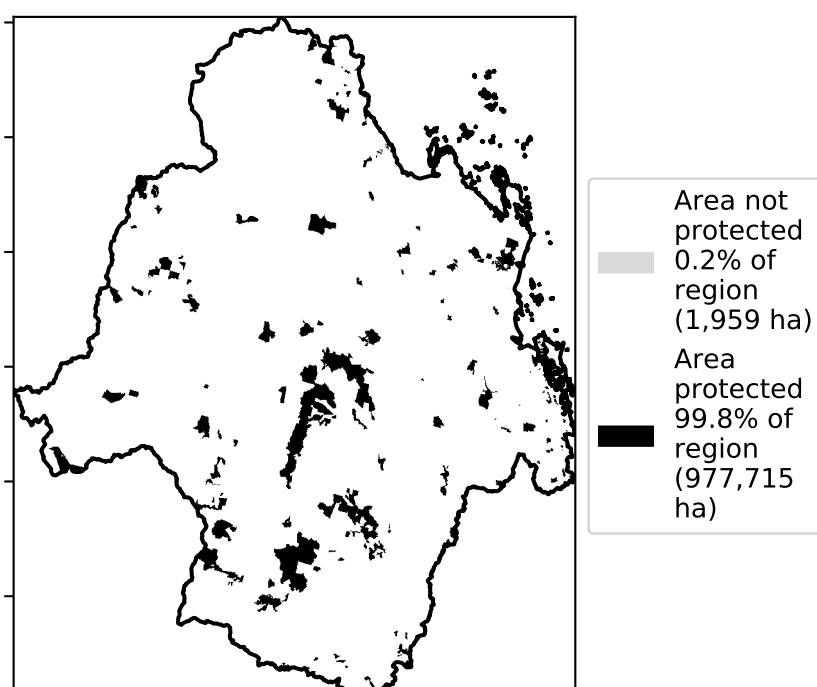 Area not
protected
0.2% of
region
(1,959 ha)
Area
protected
99.8% of
region
(977,715
ha)